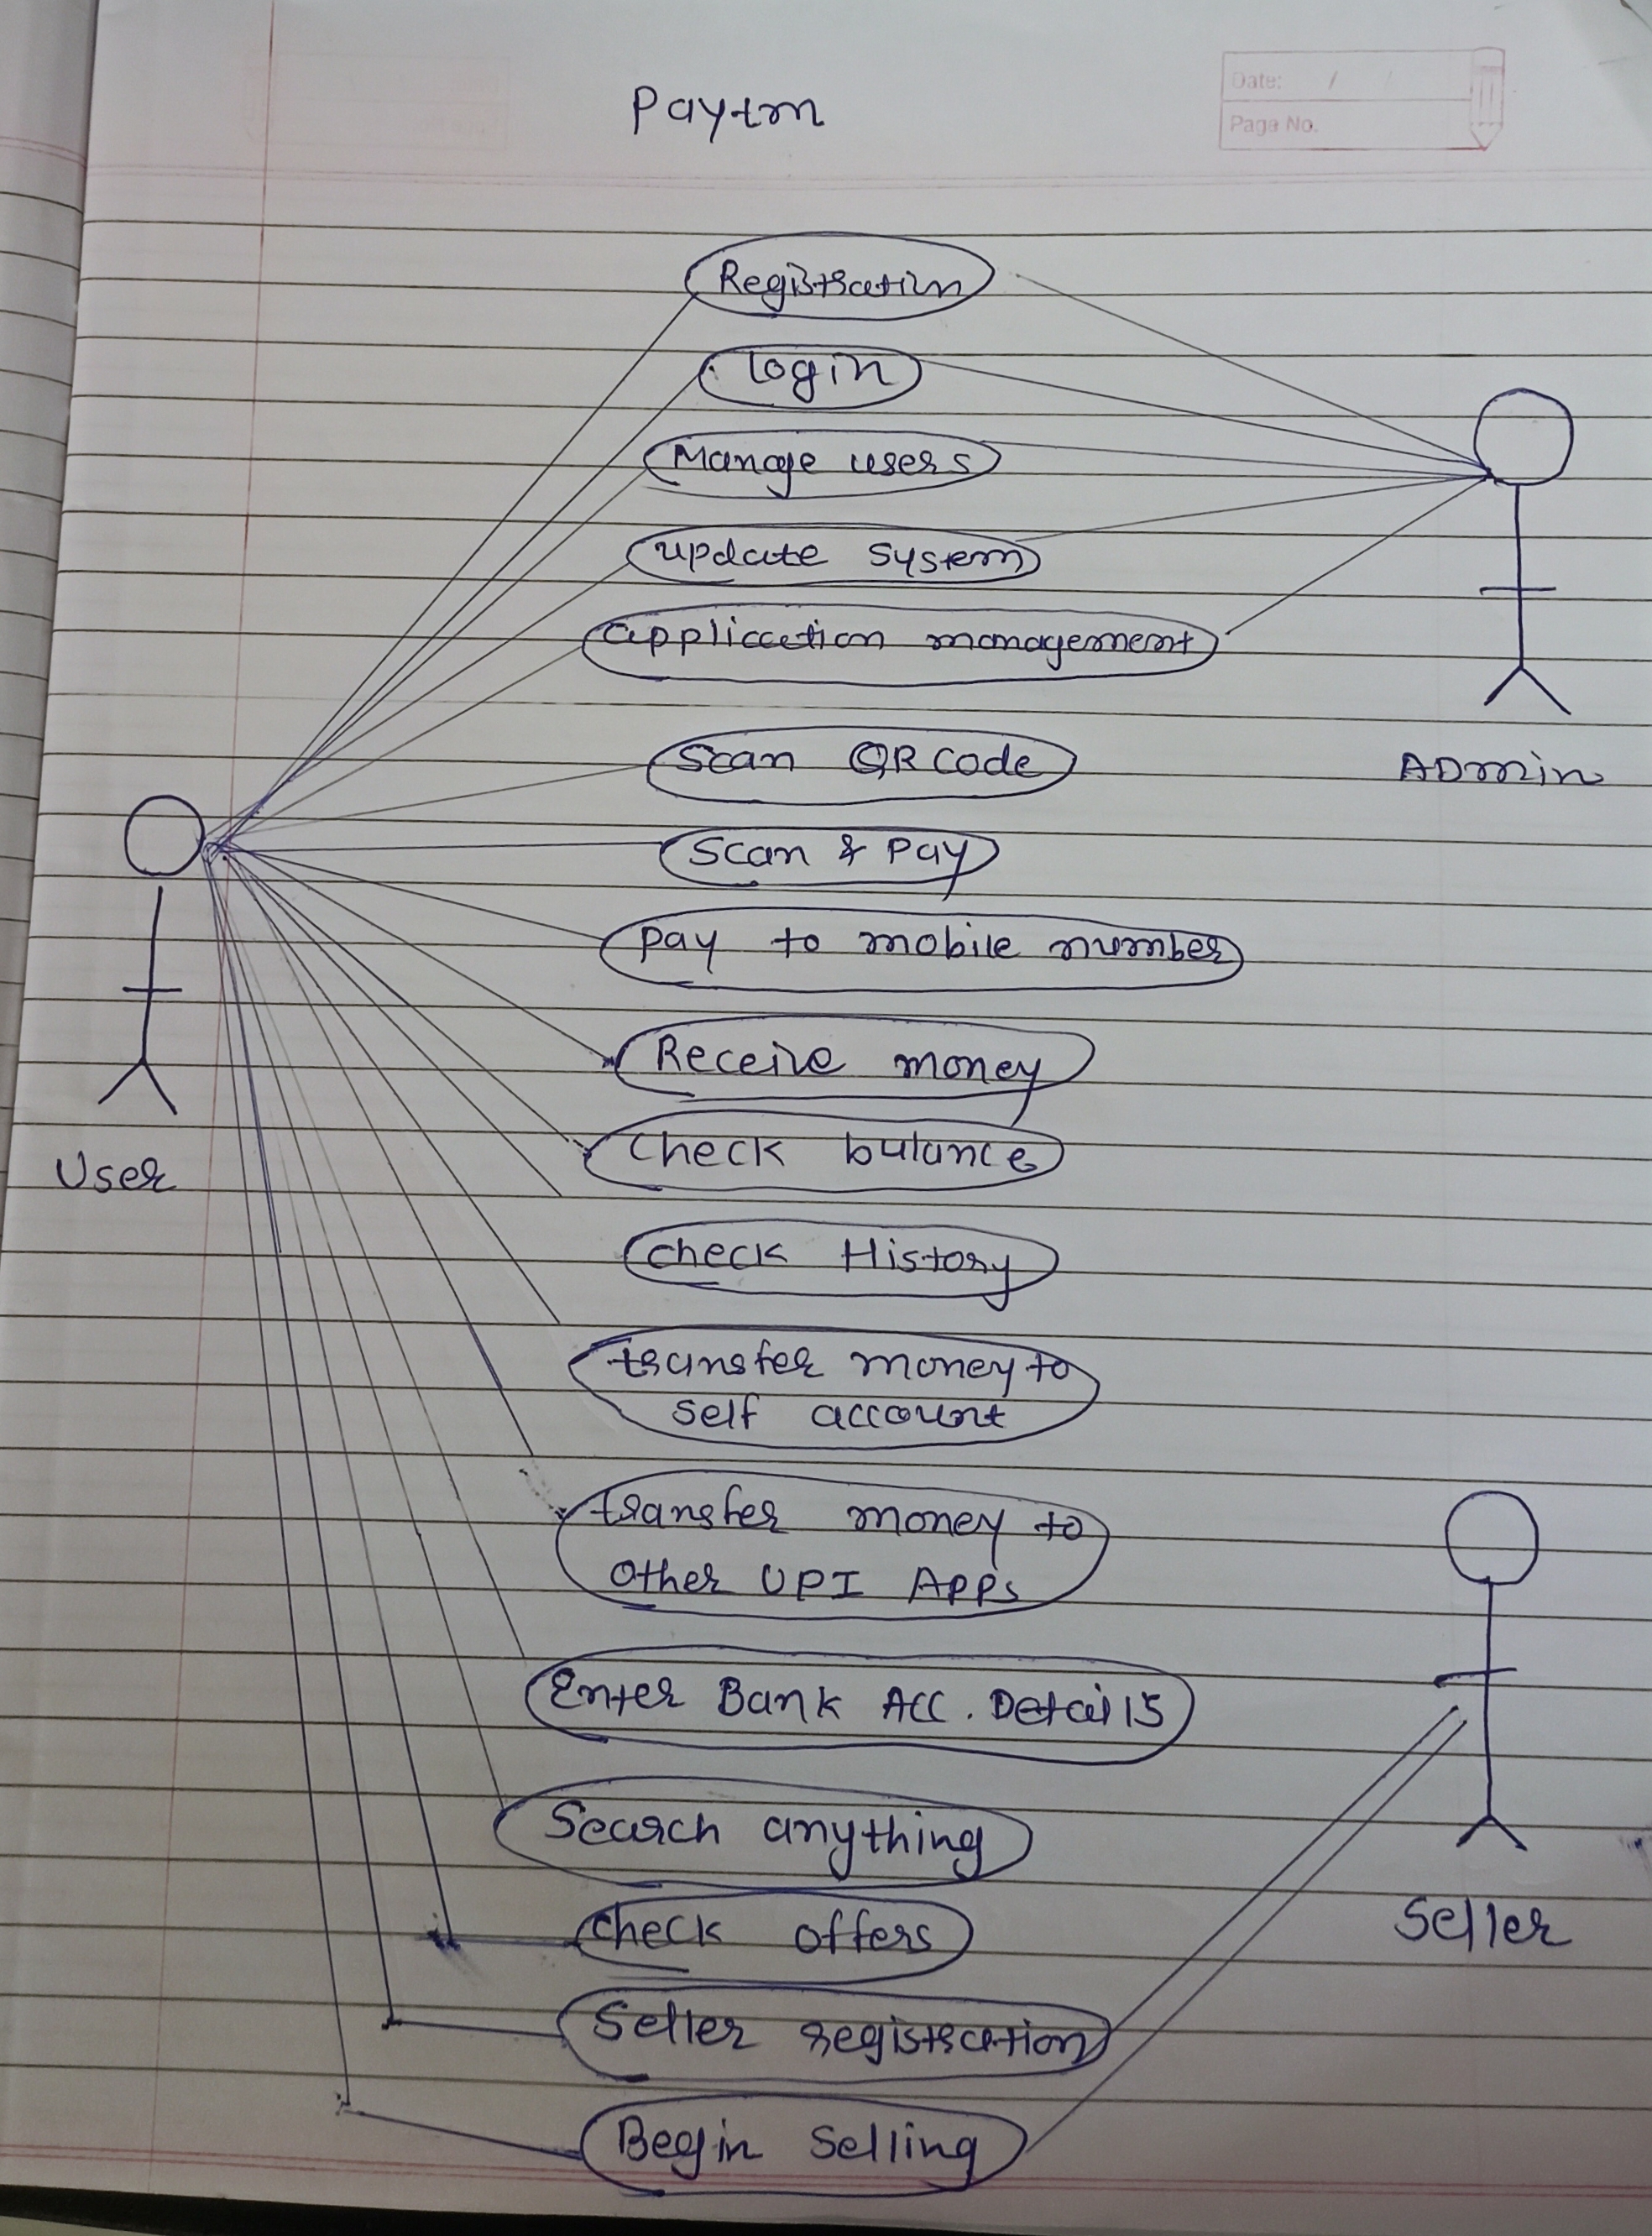 Paytm
Date: / /
Page No.
Registration
login
Manage users
update system
application management
Scan QR code
ADmin
Scan & Pay
pay to mobile number
Receive money
check balance
User
check History
transfer money to
self account
transfer money to
other UPI Apps
Enter Bank Acc. Details
Search anything
check offers
Seller
Seller registration
Begin Selling